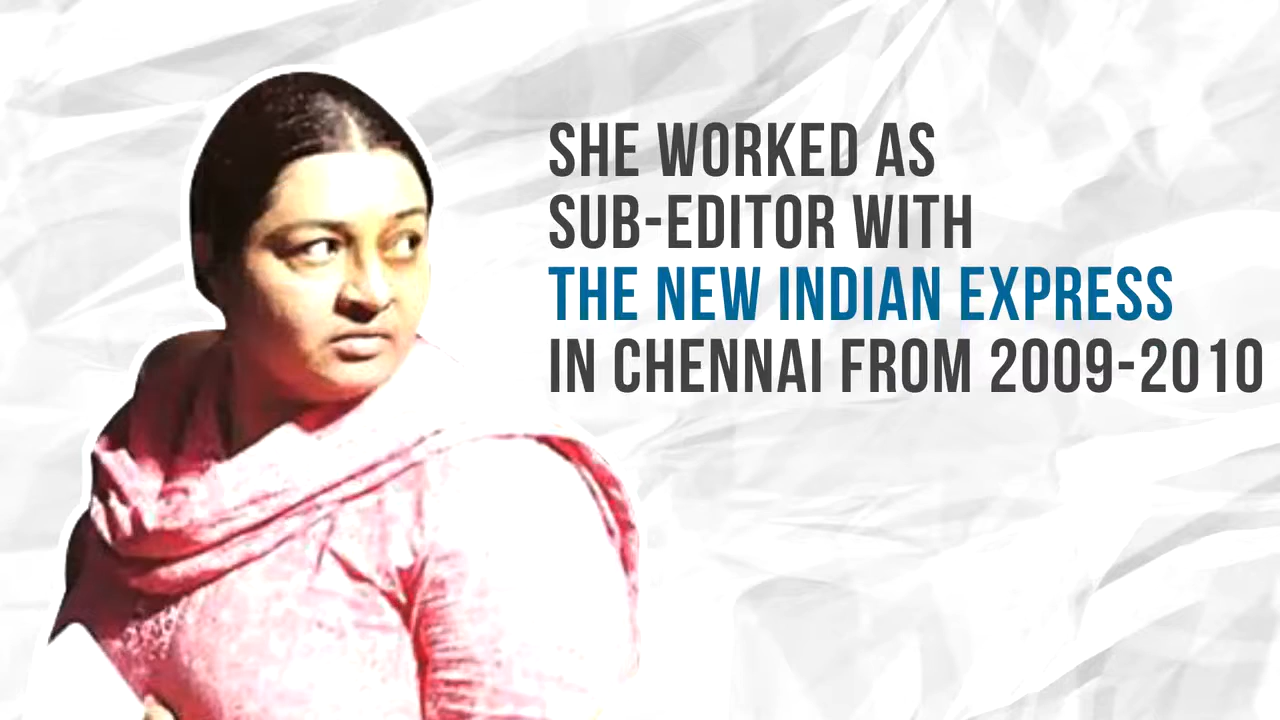 SHE WORKED AS
SUB-EDITOR WITH
THE NEW INDIAN EXPRESS
IN CHENNAI FROM 2009-2010